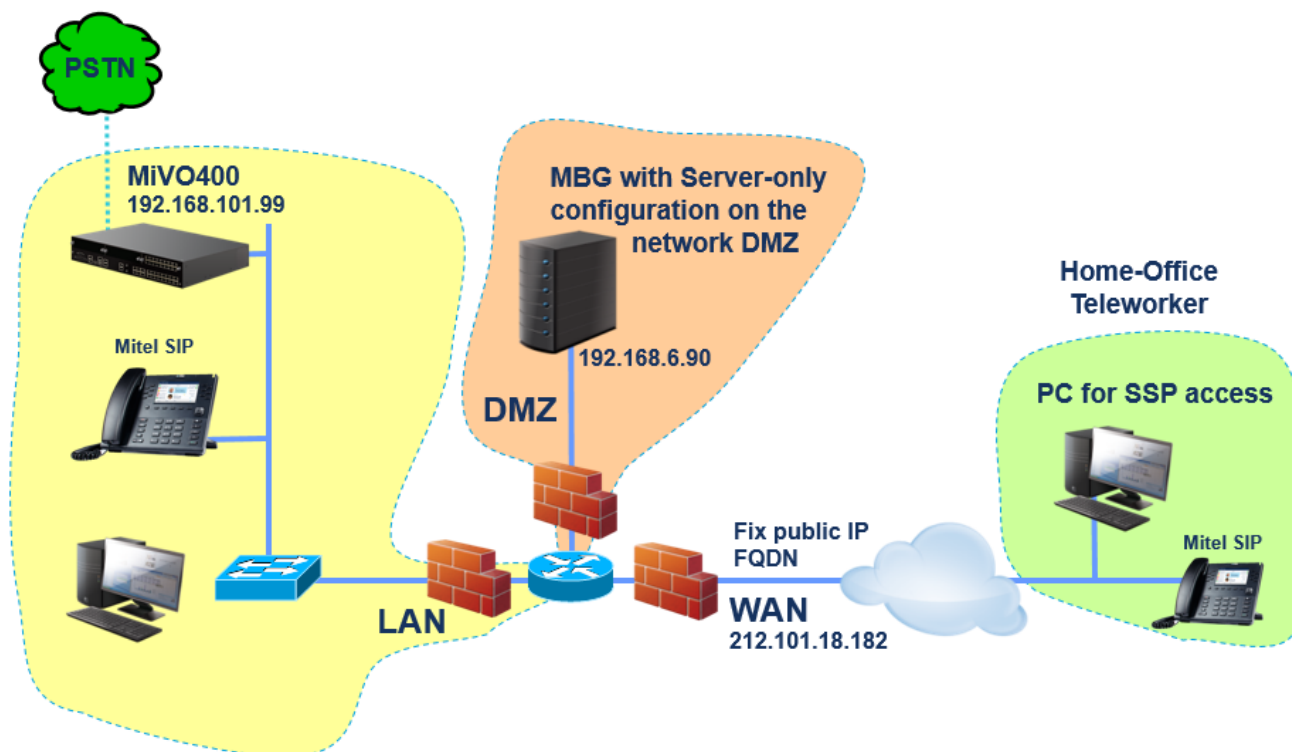 PSTN
MiVO400
192.168.101.99
Mitel SIP
LAN
MBG with Server-only
configuration on the
network DMZ
192.168.6.90
DMZ
Fix public IP
FQDN
WAN
212.101.18.182
Home-Office
Teleworker
PC for SSP access
Mitel SIP